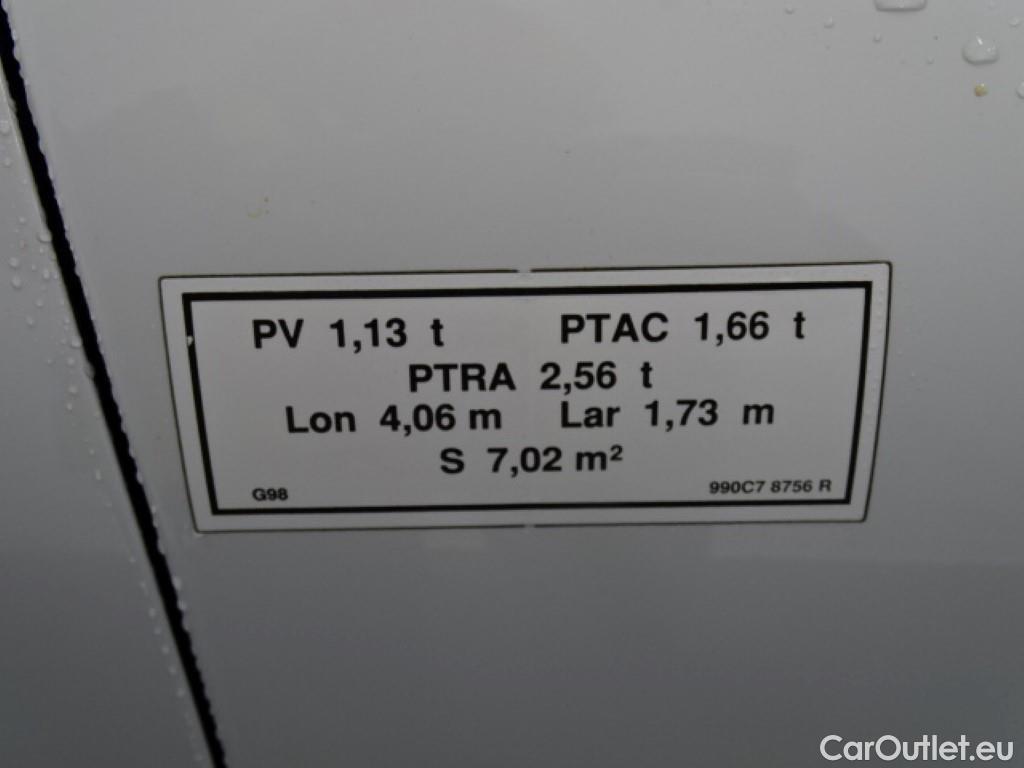 PV 1,13 t PTAC 1,66 t
PTRA 2,56 t
Lon 4,06 m Lar 1,73 m
S 7,02 m²
G98 990C7 8756 R
CarOutlet.eu